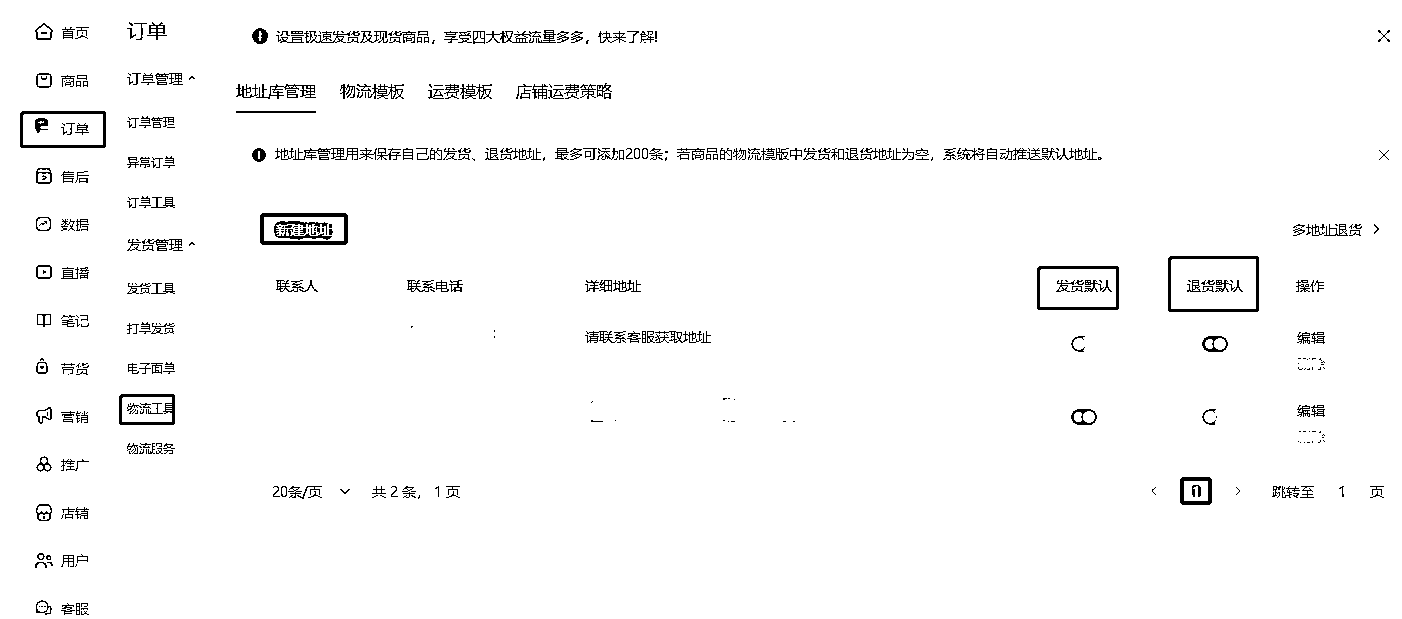 首页
商品
订单
售后
数据
直播
笔记
带货
营销
推广
店铺
用户
客服
订单
订单管理
订单管理
异常订单
订单工具
发货管理
发货工具
打单发货
电子面单
物流工具
物流服务
设置极速发货及现货商品，享受四大权益流量多多，快来了解!
地址库管理 物流模板 运费模板 店铺运费策略
地址库管理用来保存自己的发货、退货地址，最多可添加200条；若商品的物流模版中发货和退货地址为空，系统将自动推送默认地址。
新建地址 多地址退货
联系人 联系电话 详细地址 发货默认 退货默认 操作
请联系客服获取地址 编辑
编辑
20条/页 共 2 条， 1 页 跳转至 1 页